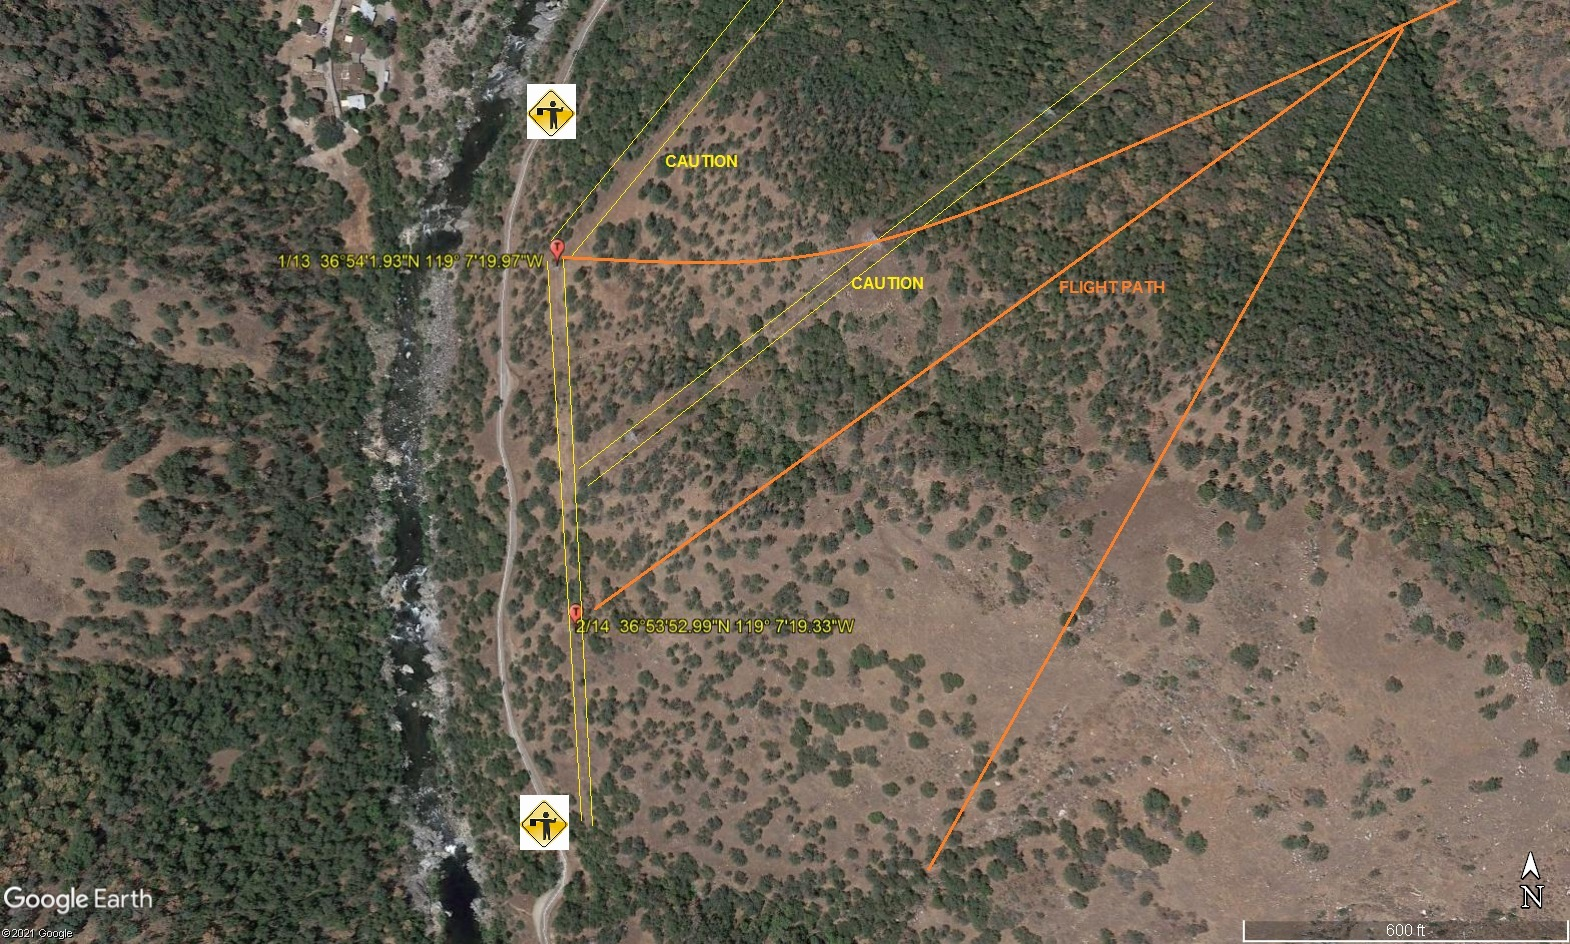 CAUTION
1/13  36°54'1.93"N 119° 7'19.97"W
CAUTION
FLIGHT PATH
2/14  36°53'52.99"N 119° 7'19.33"W
Google Earth
©2021 Google
N
600 ft
T
T